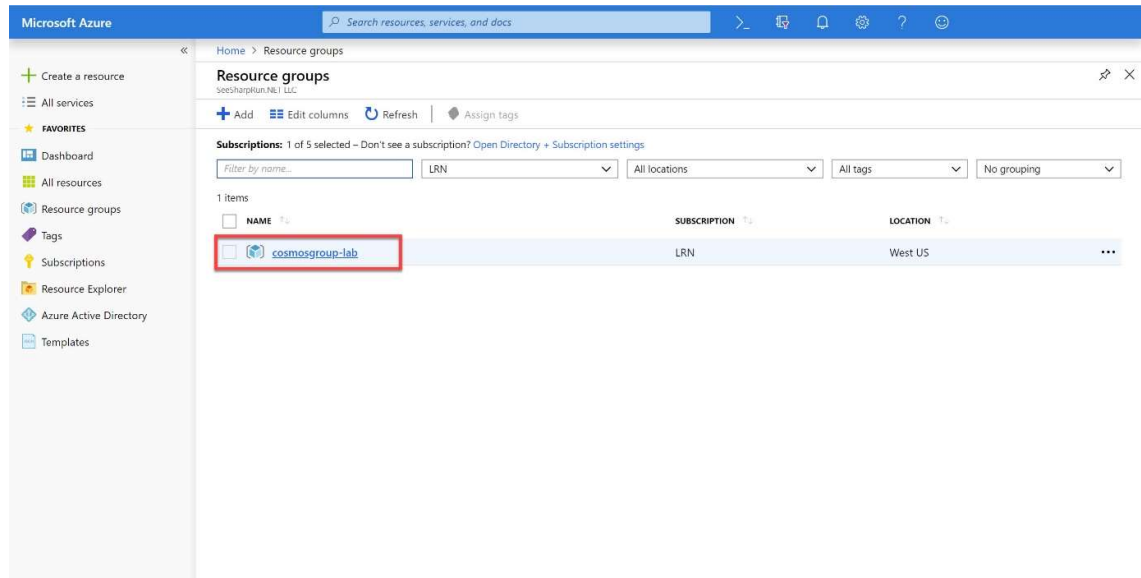 Microsoft Azure
Search resources, services, and docs
Home > Resource groups
Create a resource
All services
FAVORITES
Dashboard
All resources
Resource groups
Tags
Subscriptions
Resource Explorer
Azure Active Directory
Templates
Resource groups
SeeSharpRun.NET LLC
Add Edit columns Refresh Assign tags
Subscriptions: 1 of 5 selected – Don't see a subscription? Open Directory + Subscription settings
Filter by name... LRN All locations All tags No grouping
1 items
NAME SUBSCRIPTION LOCATION
cosmosgroup-lab LRN West US